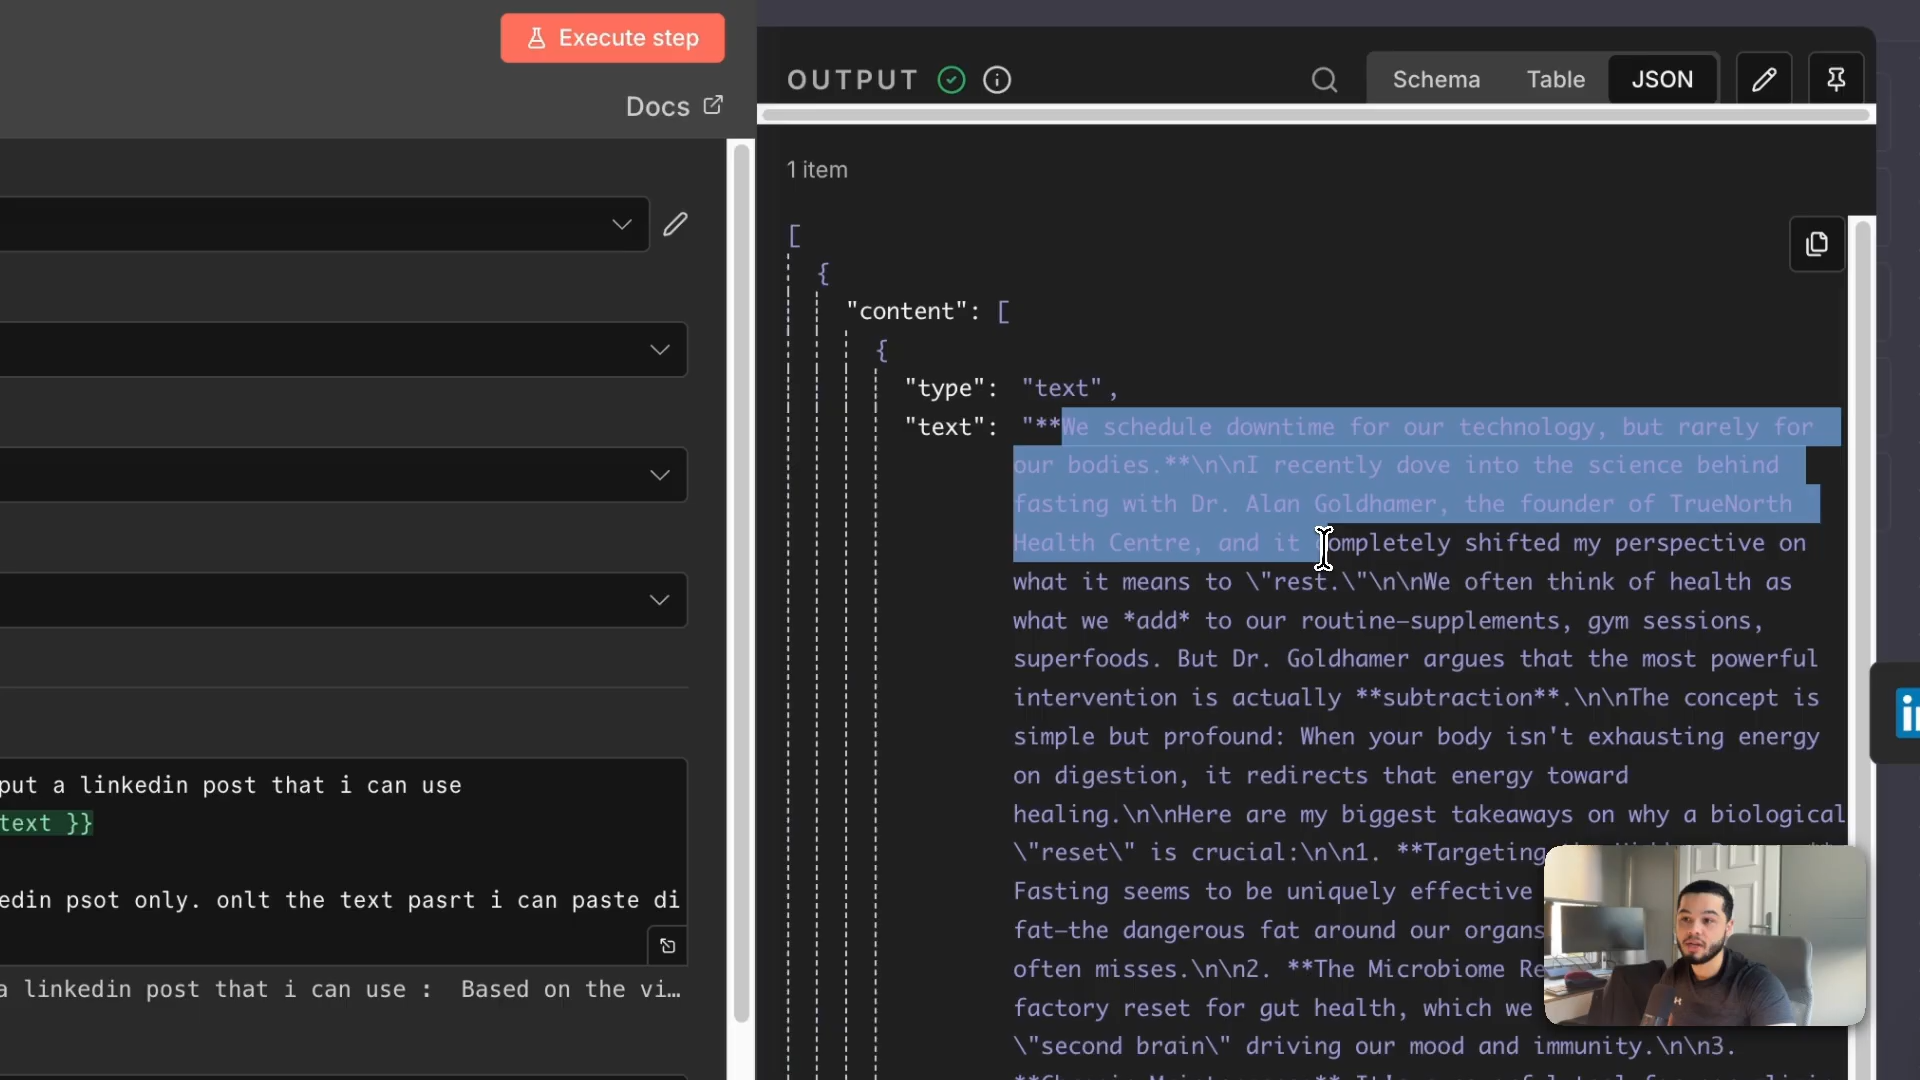 Execute step
Docs
put a linkedin post that i can use
text }}
edin psot only. onlt the text pasrt i can paste di
a linkedin post that i can use :  Based on the vi…
OUTPUT
Schema Table JSON
1 item
[
{
"content": [
{
"type": "text",
"text": "**We schedule downtime for our technology, but rarely for
our bodies.**\n\nI recently dove into the science behind
fasting with Dr. Alan Goldhamer, the founder of TrueNorth
Health Centre, and it completely shifted my perspective on
what it means to \"rest.\"\n\nWe often think of health as
what we *add* to our routine—supplements, gym sessions,
superfoods. But Dr. Goldhamer argues that the most powerful
intervention is actually **subtraction**.\n\nThe concept is
simple but profound: When your body isn't exhausting energy
on digestion, it redirects that energy toward
healing.\n\nHere are my biggest takeaways on why a biological
\"reset\" is crucial:\n\n1. **Targeting
Fasting seems to be uniquely effective
fat—the dangerous fat around our organs
often misses.\n\n2. **The Microbiome
factory reset for gut health, which we
\"second brain\" driving our mood and immunity.\n\n3.
in